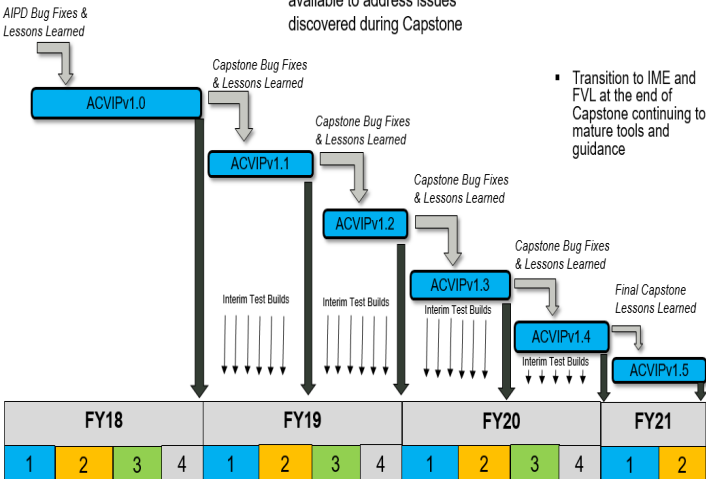 available to address issues
discovered during Capstone
AIPD Bug Fixes &
Lessons Learned
▪ Transition to IME and
FVL at the end of
Capstone continuing to
mature tools and
guidance
Capstone Bug Fixes
& Lessons Learned
ACVIPv1.0
Capstone Bug Fixes
& Lessons Learned
ACVIPv1.1
Capstone Bug Fixes
& Lessons Learned
ACVIPv1.2
Capstone Bug Fixes
& Lessons Learned
ACVIPv1.3
Final Capstone
Lessons Learned
Interim Test Builds
Interim Test Builds
Interim Test Builds
ACVIPv1.4
Interim Test Builds
ACVIPv1.5
FY18 FY19 FY20 FY21
1 2 3 4 1 2 3 4 1 2 3 4 1 2